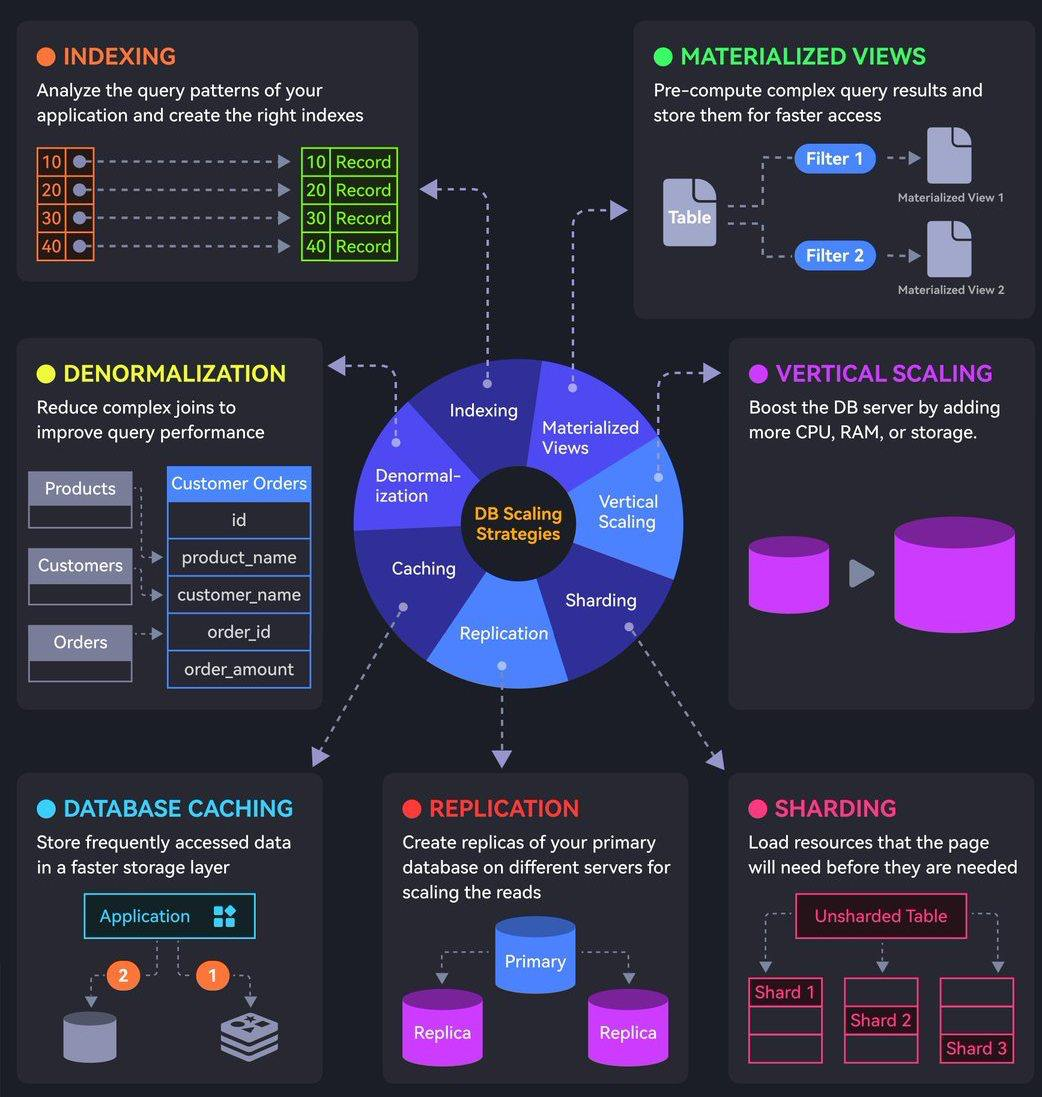 INDEXING
Analyze the query patterns of your
application and create the right indexes
10
10 Record
20
20 Record
30
30 Record
40
40 Record
MATERIALIZED VIEWS
Pre-compute complex query results and
store them for faster access
Table
Filter 1
Materialized View 1
Filter 2
Materialized View 2
DENORMALIZATION
Reduce complex joins to
improve query performance
Products
Customers
Orders
Customer Orders
id
product_name
customer_name
order_id
order_amount
DB Scaling
Strategies
Indexing
Materialized
Views
Vertical
Scaling
Sharding
Replication
Caching
Denormal-
ization
VERTICAL SCALING
Boost the DB server by adding
more CPU, RAM, or storage.
DATABASE CACHING
Store frequently accessed data
in a faster storage layer
Application
2
1
REPLICATION
Create replicas of your primary
database on different servers for
scaling the reads
Primary
Replica
Replica
SHARDING
Load resources that the page
will need before they are needed
Unsharded Table
Shard 1
Shard 2
Shard 3